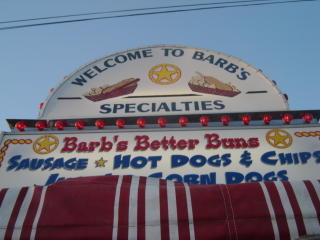 WELCOME TO BARB'S
SPECIALTIES
Barb's Better Buns
SAUSAGE ★ HOT DOGS & CHIPS
CORN DOGS